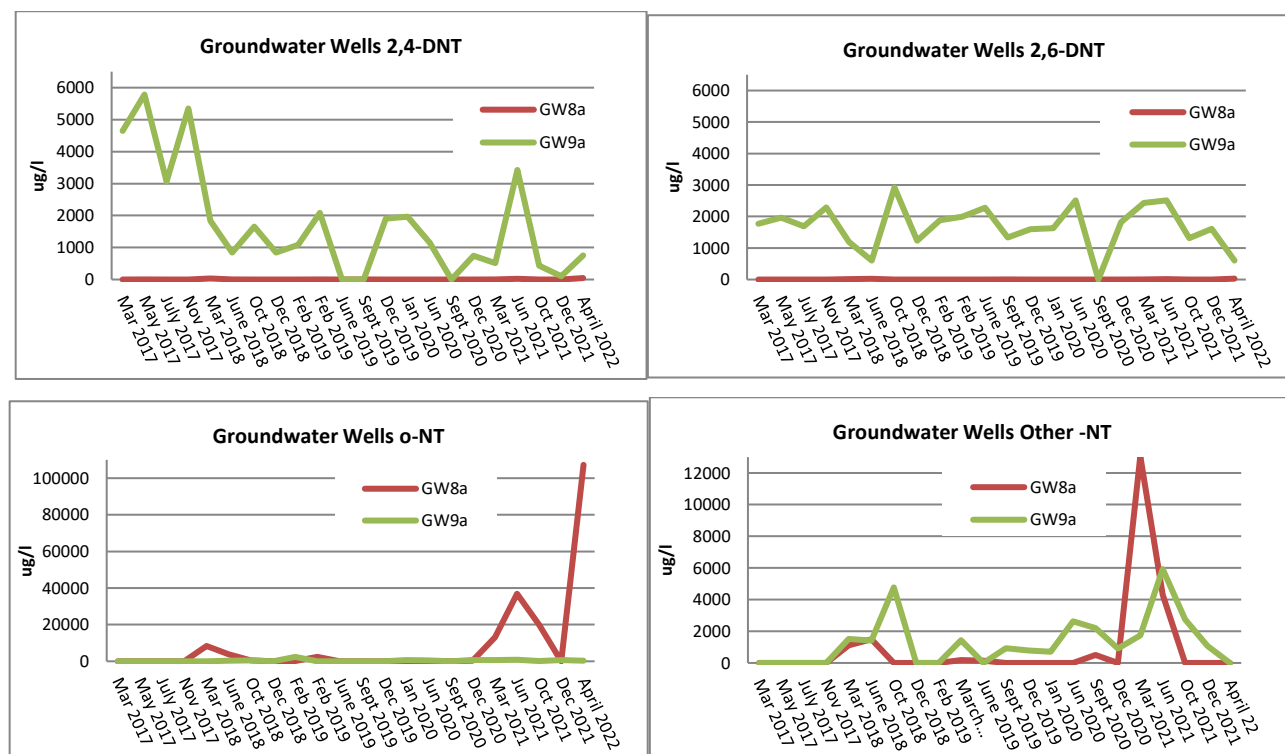 Groundwater Wells 2,4-DNT
6000
5000
4000
3000
2000
1000
0
ug/l
GW8a
GW9a
Mar 2017
May 2017
July 2017
Nov 2017
Mar 2018
June 2018
Oct 2018
Dec 2018
Feb 2019
Feb 2019
June 2019
Sept 2019
Dec 2019
Jan 2020
Jun 2020
Sept 2020
Dec 2020
Mar 2021
Jun 2021
Oct 2021
Dec 2021
April 2022
Groundwater Wells 2,6-DNT
6000
5000
4000
3000
2000
1000
0
GW8a
GW9a
Mar 2017
May 2017
July 2017
Nov 2017
Mar 2018
June 2018
Oct 2018
Dec 2018
Feb 2019
Feb 2019
June 2019
Sept 2019
Dec 2019
Jan 2020
Jun 2020
Sept 2020
Dec 2020
Mar 2021
Jun 2021
Oct 2021
Dec 2021
April 2022
Groundwater Wells o-NT
100000
80000
60000
40000
20000
0
ug/l
GW8a
GW9a
Mar 2017
May 2017
July 2017
Nov 2017
Mar 2018
June 2018
Oct 2018
Dec 2018
Feb 2019
Feb 2019
June 2019
Sept 2019
Dec 2019
Jan 2020
Jun 2020
Sept 2020
Dec 2020
Mar 2021
Jun 2021
Oct 2021
Dec 2021
April 2022
Groundwater Wells Other -NT
12000
10000
8000
6000
4000
2000
0
ug/l
GW8a
GW9a
Mar 2017
May 2017
July 2017
Nov 2017
Mar 2018
June 2018
Oct 2018
Dec 2018
Feb 2019
March...
June 2019
Sept 2019
Dec 2019
Jan 2020
Jun 2020
Sept 2020
Dec 2020
Mar 2021
Jun 2021
Oct 2021
Dec 2021
April 22